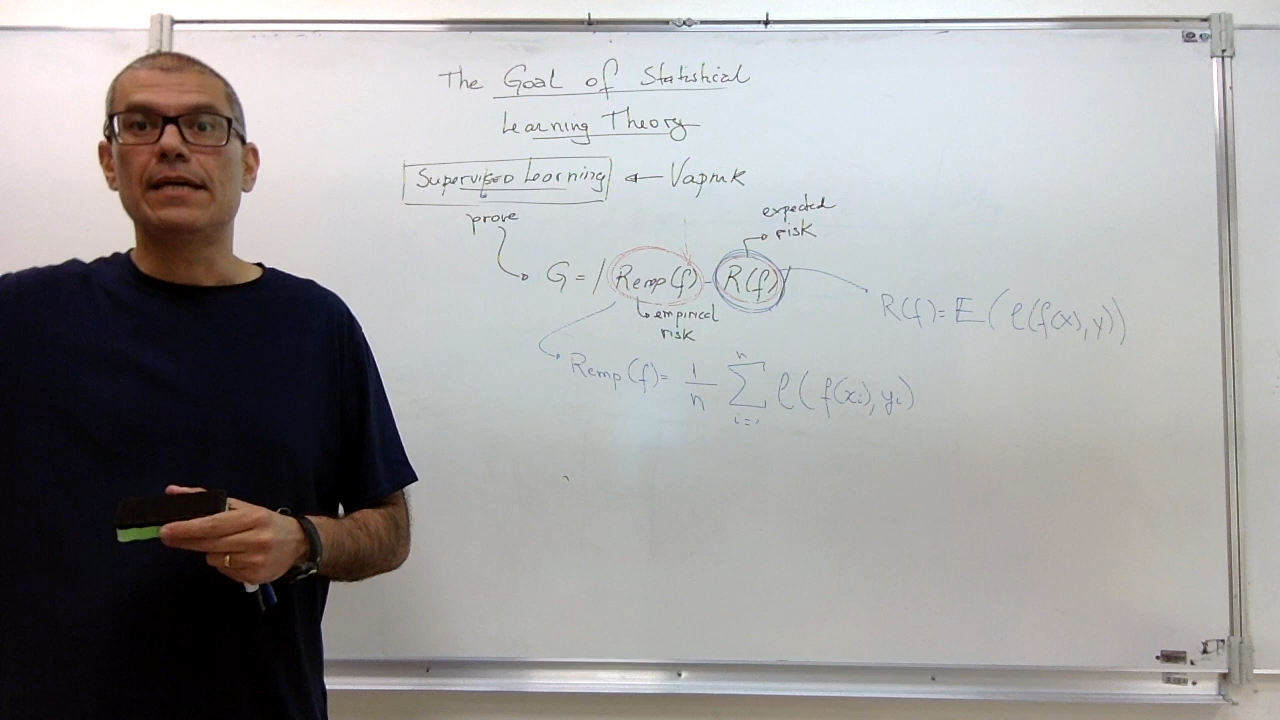 The Goal of Statistical
Learning Theory
Supervised Learning ← Vapnik
prove
expected
risk
G = | Remp(f) - R(f) |
empirical
risk
R(f) = E ( ℓ(f(x), y) )
Remp(f) = 1/n ∑ i=1 n ℓ( f(xi), yi )